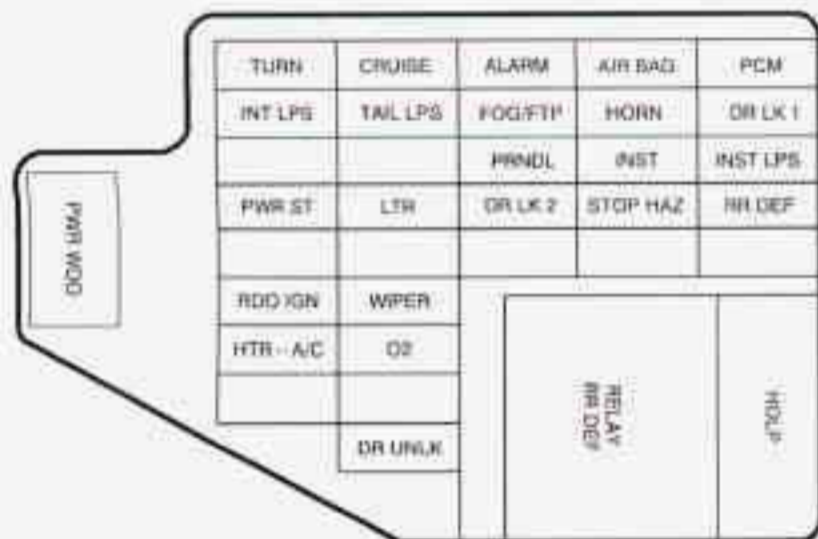 TURN CRUISE ALARM AIR BAG PCM
INT LPS TAIL LPS FOG/FTP HORN DR LK 1
PRNDL INST INST LPS
PWR ST LTR DR LK 2 STOP HAZ RR DEF
PWR WDO
RDO IGN WIPER
HTR - A/C O2
DR UNLK
RELAY
RR DEF
HDLP